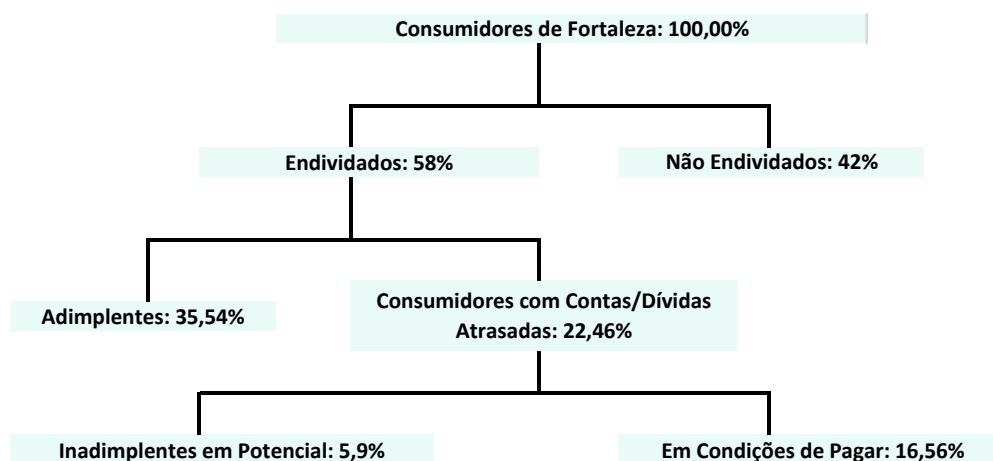 Consumidores de Fortaleza: 100,00%
Endividados: 58%
Não Endividados: 42%
Adimplentes: 35,54%
Consumidores com Contas/Dívidas
Atrasadas: 22,46%
Inadimplentes em Potencial: 5,9%
Em Condições de Pagar: 16,56%